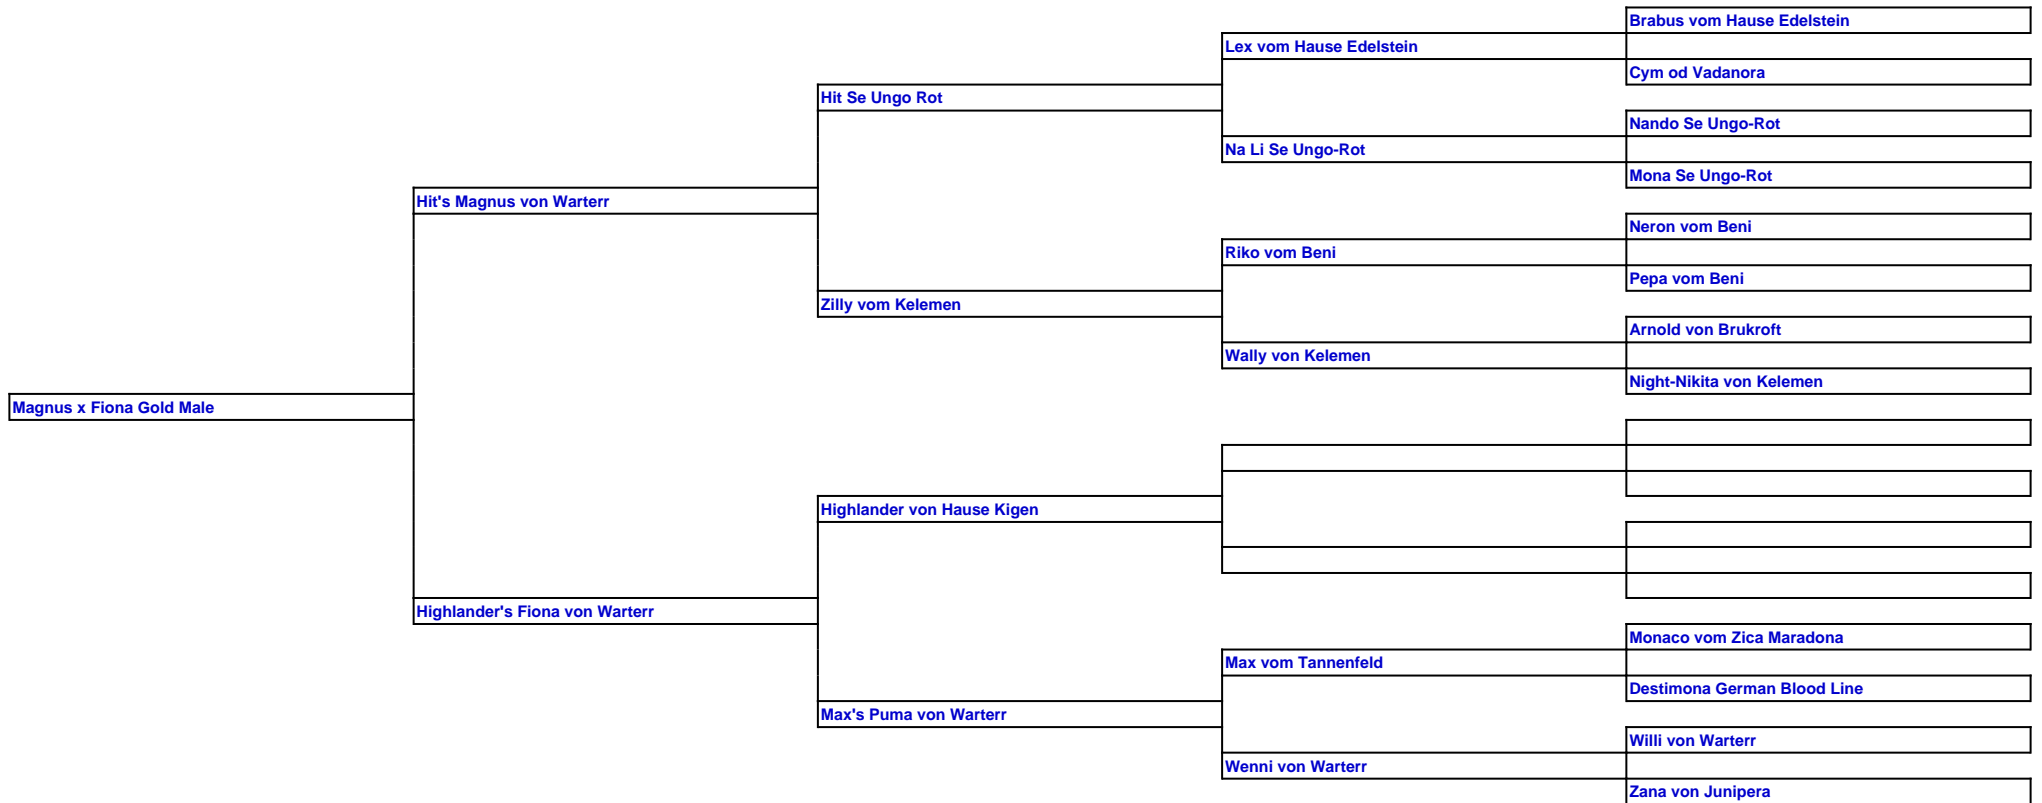 Brabus vom Hause Edelstein
Lex vom Hause Edelstein
Cym od Vadanora
Hit Se Ungo Rot
Nando Se Ungo-Rot
Na Li Se Ungo-Rot
Mona Se Ungo-Rot
Hit's Magnus von Warterr
Neron vom Beni
Riko vom Beni
Pepa vom Beni
Zilly vom Kelemen
Arnold von Brukroft
Wally von Kelemen
Night-Nikita von Kelemen
Magnus x Fiona Gold Male
Highlander von Hause Kigen
Highlander's Fiona von Warterr
Monaco vom Zica Maradona
Max vom Tannenfeld
Destimona German Blood Line
Max's Puma von Warterr
Willi von Warterr
Wenni von Warterr
Zana von Junipera